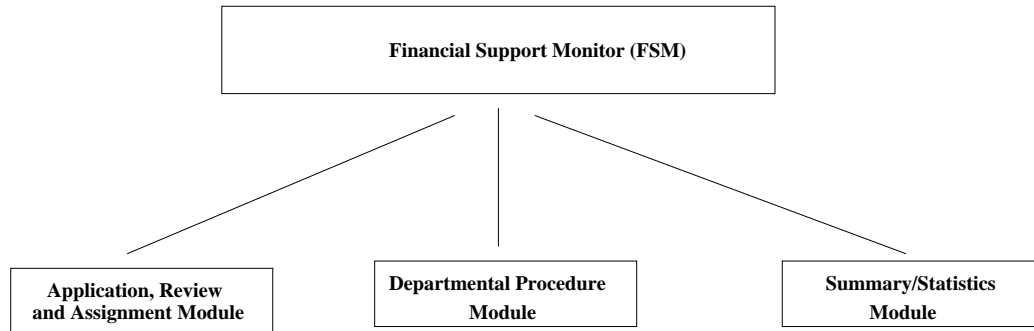 Financial Support Monitor (FSM)
Application, Review
and Assignment Module
Departmental Procedure
Module
Summary/Statistics
Module